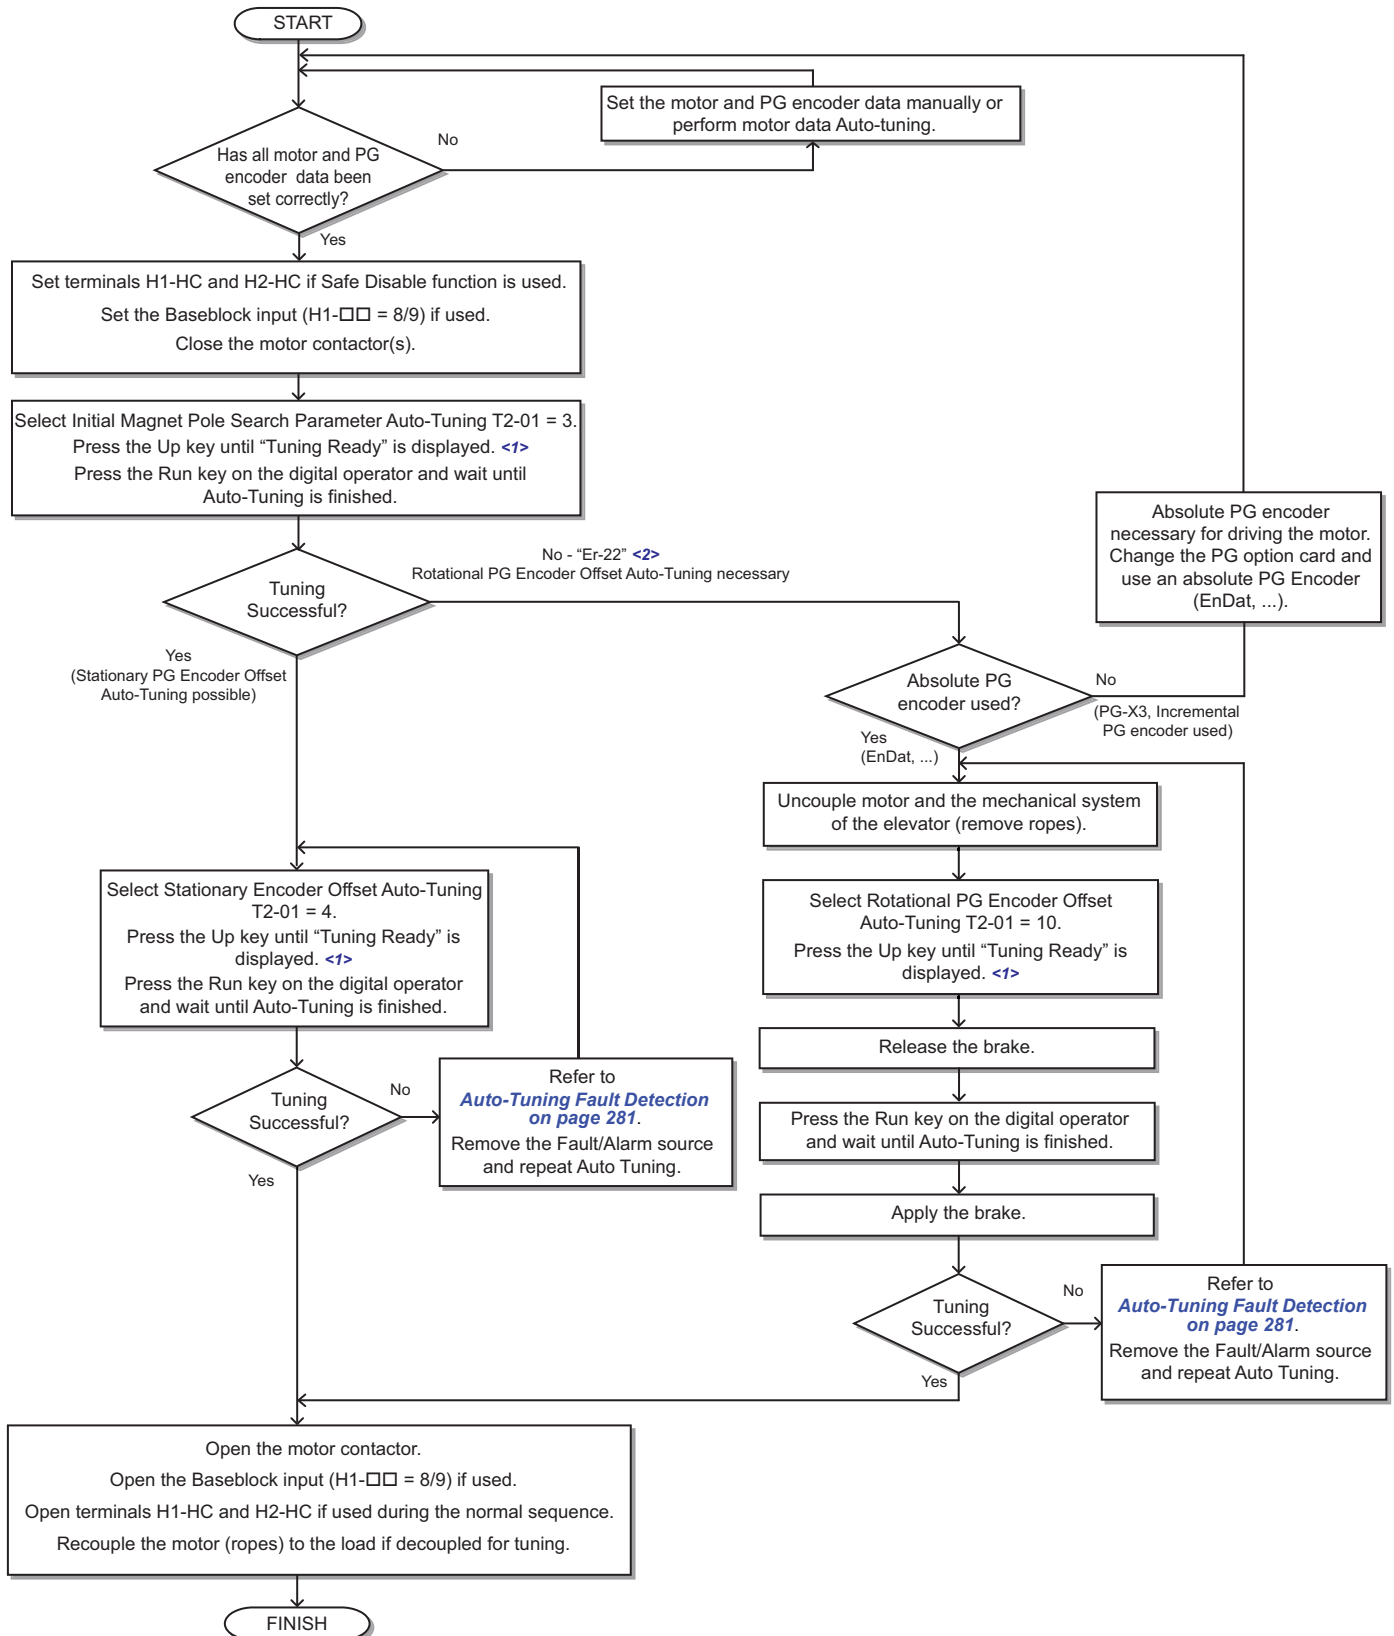 START
Set the motor and PG encoder data manually or
perform motor data Auto-tuning.
No
Has all motor and PG
encoder data been
set correctly?
Yes
Set terminals H1-HC and H2-HC if Safe Disable function is used.
Set the Baseblock input (H1-□□ = 8/9) if used.
Close the motor contactor(s).
Select Initial Magnet Pole Search Parameter Auto-Tuning T2-01 = 3.
Press the Up key until “Tuning Ready” is displayed. <1>
Press the Run key on the digital operator and wait until
Auto-Tuning is finished.
Absolute PG encoder
necessary for driving the motor.
Change the PG option card and
use an absolute PG Encoder
(EnDat, ...).
No - “Er-22” <2>
Rotational PG Encoder Offset Auto-Tuning necessary
Tuning
Successful?
Yes
(Stationary PG Encoder Offset
Auto-Tuning possible)
Absolute PG
encoder used?
No
(PG-X3, Incremental
PG encoder used)
Yes
(EnDat, ...)
Uncouple motor and the mechanical system
of the elevator (remove ropes).
Select Stationary Encoder Offset Auto-Tuning
T2-01 = 4.
Press the Up key until “Tuning Ready” is
displayed. <1>
Press the Run key on the digital operator
and wait until Auto-Tuning is finished.
Select Rotational PG Encoder Offset
Auto-Tuning T2-01 = 10.
Press the Up key until “Tuning Ready” is
displayed. <1>
Release the brake.
Tuning
Successful?
No
Refer to
Auto-Tuning Fault Detection
on page 281.
Remove the Fault/Alarm source
and repeat Auto Tuning.
Yes
Press the Run key on the digital operator
and wait until Auto-Tuning is finished.
Apply the brake.
Tuning
Successful?
No
Refer to
Auto-Tuning Fault Detection
on page 281.
Remove the Fault/Alarm source
and repeat Auto Tuning.
Yes
Open the motor contactor.
Open the Baseblock input (H1-□□ = 8/9) if used.
Open terminals H1-HC and H2-HC if used during the normal sequence.
Recouple the motor (ropes) to the load if decoupled for tuning.
FINISH